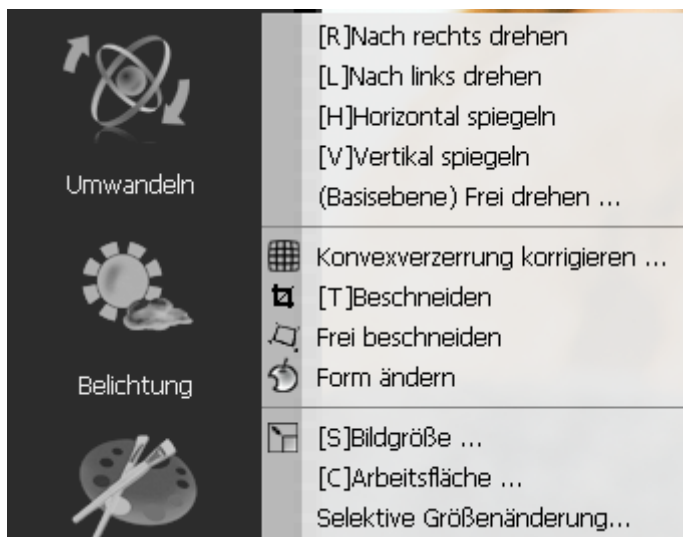 [R]Nach rechts drehen
[L]Nach links drehen
[H]Horizontal spiegeln
[V]Vertikal spiegeln
Umwandeln
(Basisebene) Frei drehen ...
Konvexverzerrung korrigieren ...
[T]Beschneiden
Frei beschneiden
Belichtung
Form ändern
[S]Bildgröße ...
[C]Arbeitsfläche ...
Selektive Größenänderung...